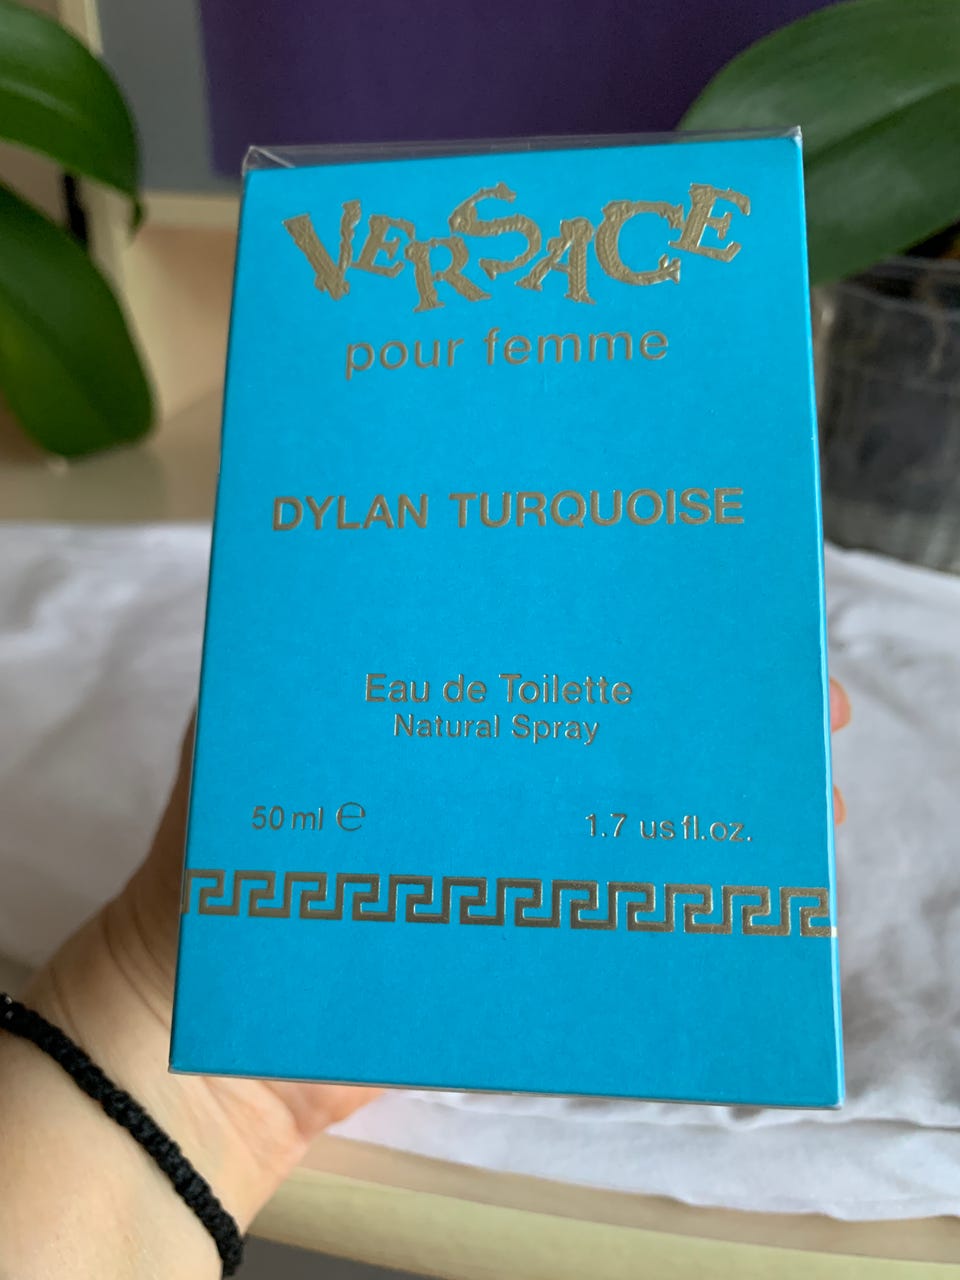 VERSACE
pour femme
DYLAN TURQUOISE
Eau de Toilette
Natural Spray
50 ml ℮
1.7 us fl.oz.